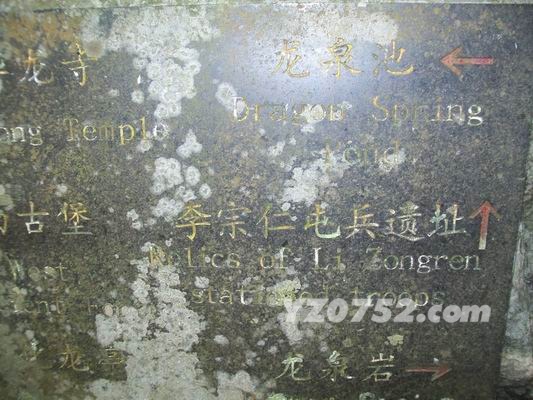 龙寺
龙泉池
ong Temple
Dragon Spring
Pond
古堡
李宗仁屯兵遗址
West
Relics of Li Zongren
stationed troops
YZ0752.com
龙
龙泉岩